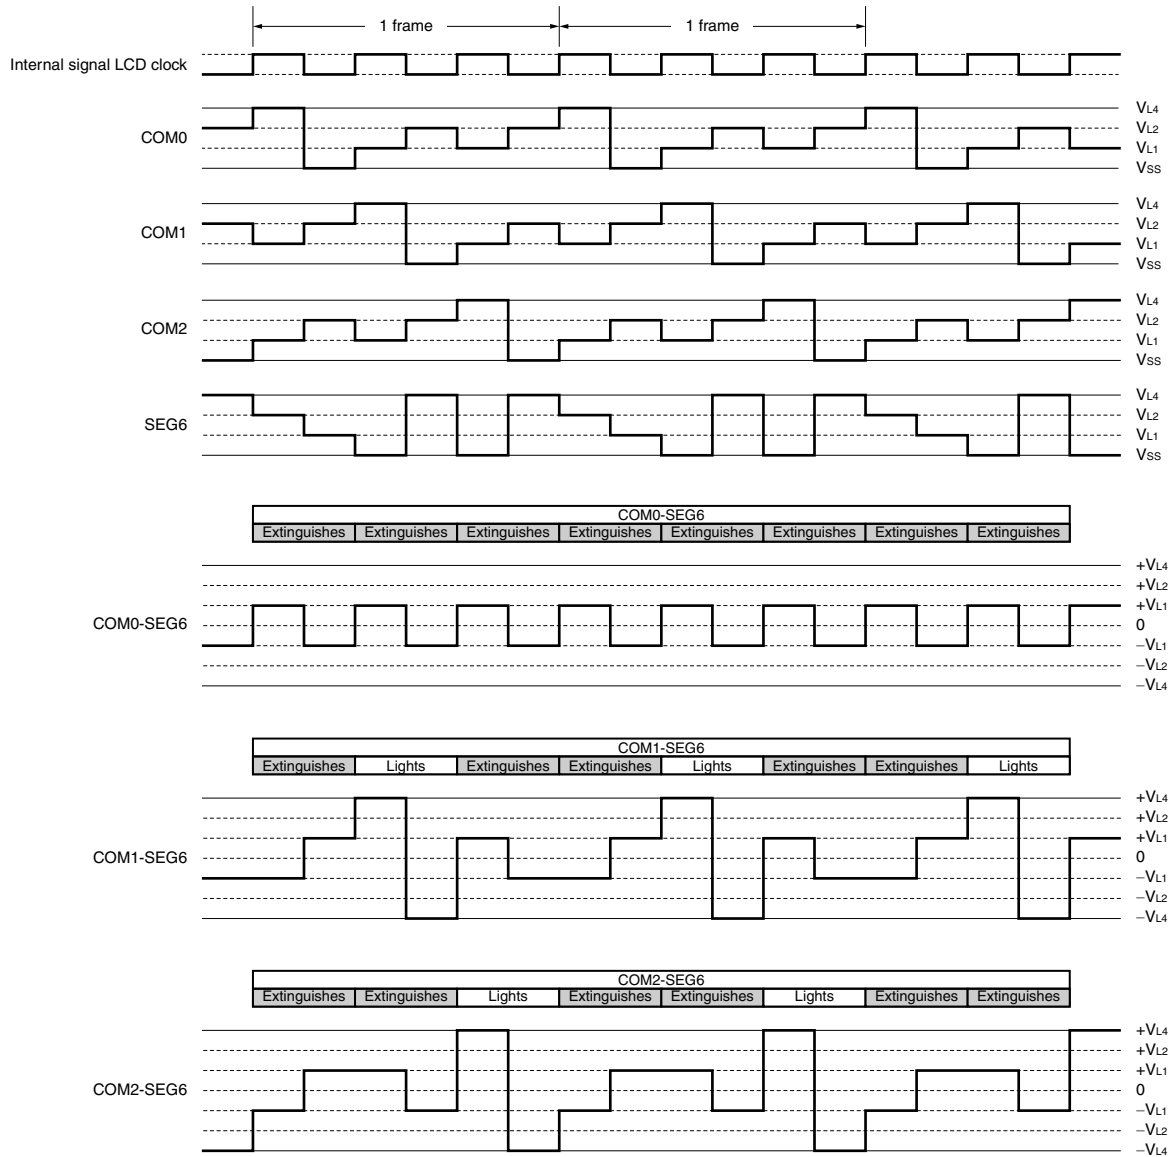 1 frame 1 frame
Internal signal LCD clock
VL4
VL2
COM0
VL1
VSS
VL4
VL2
COM1
VL1
VSS
VL4
VL2
COM2
VL1
VSS
VL4
VL2
SEG6
VL1
VSS
COM0-SEG6
Extinguishes Extinguishes Extinguishes Extinguishes Extinguishes Extinguishes Extinguishes Extinguishes
+VL4
+VL2
+VL1
COM0-SEG6 0
−VL1
−VL2
−VL4
COM1-SEG6
Extinguishes Lights Extinguishes Extinguishes Lights Extinguishes Extinguishes Lights
+VL4
+VL2
+VL1
COM1-SEG6 0
−VL1
−VL2
−VL4
COM2-SEG6
Extinguishes Extinguishes Lights Extinguishes Extinguishes Lights Extinguishes Extinguishes
+VL4
+VL2
+VL1
COM2-SEG6 0
−VL1
−VL2
−VL4